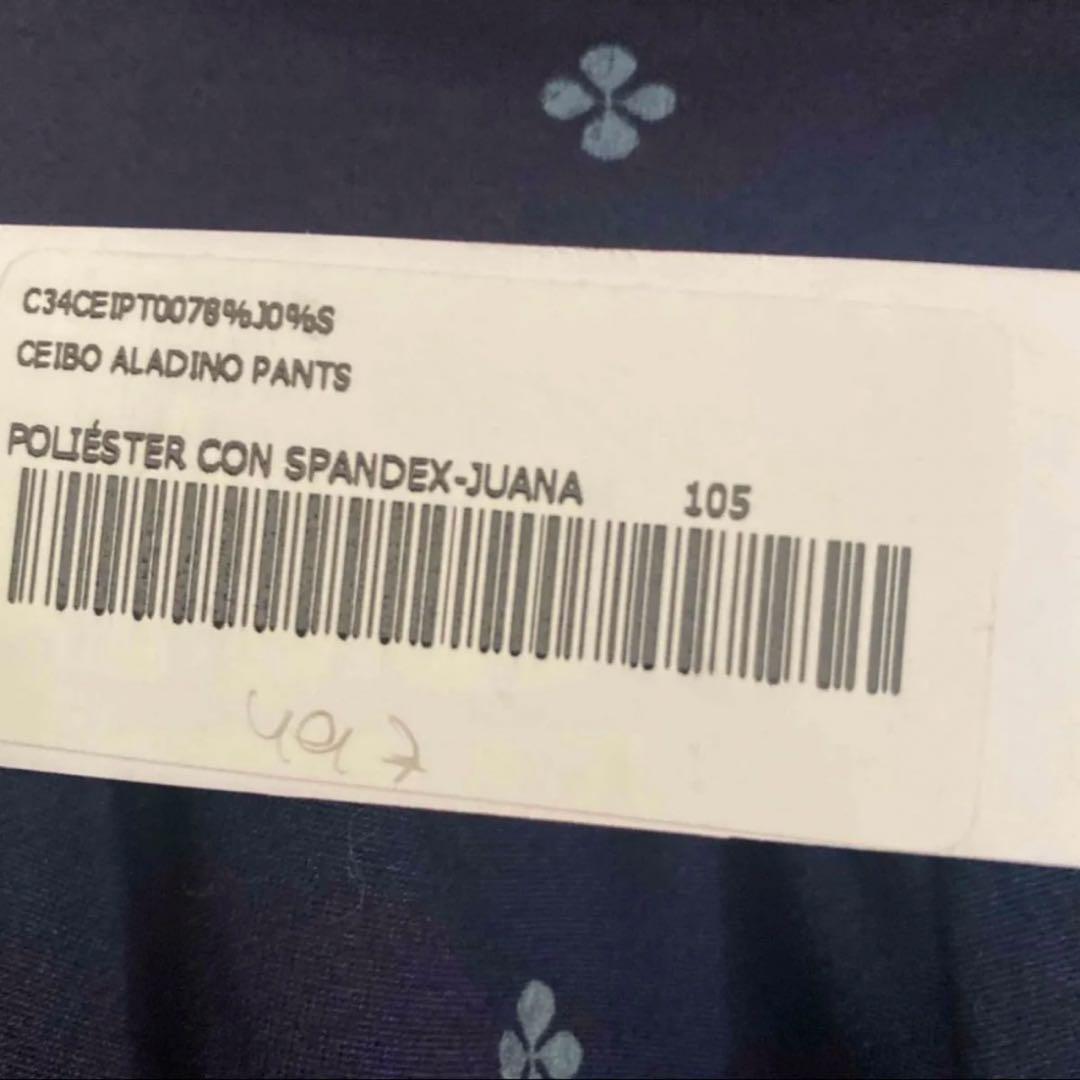 C34CEIPT0078%J0%S
CEIBO ALADINO PANTS
POLIÉSTER CON SPANDEX-JUANA 105